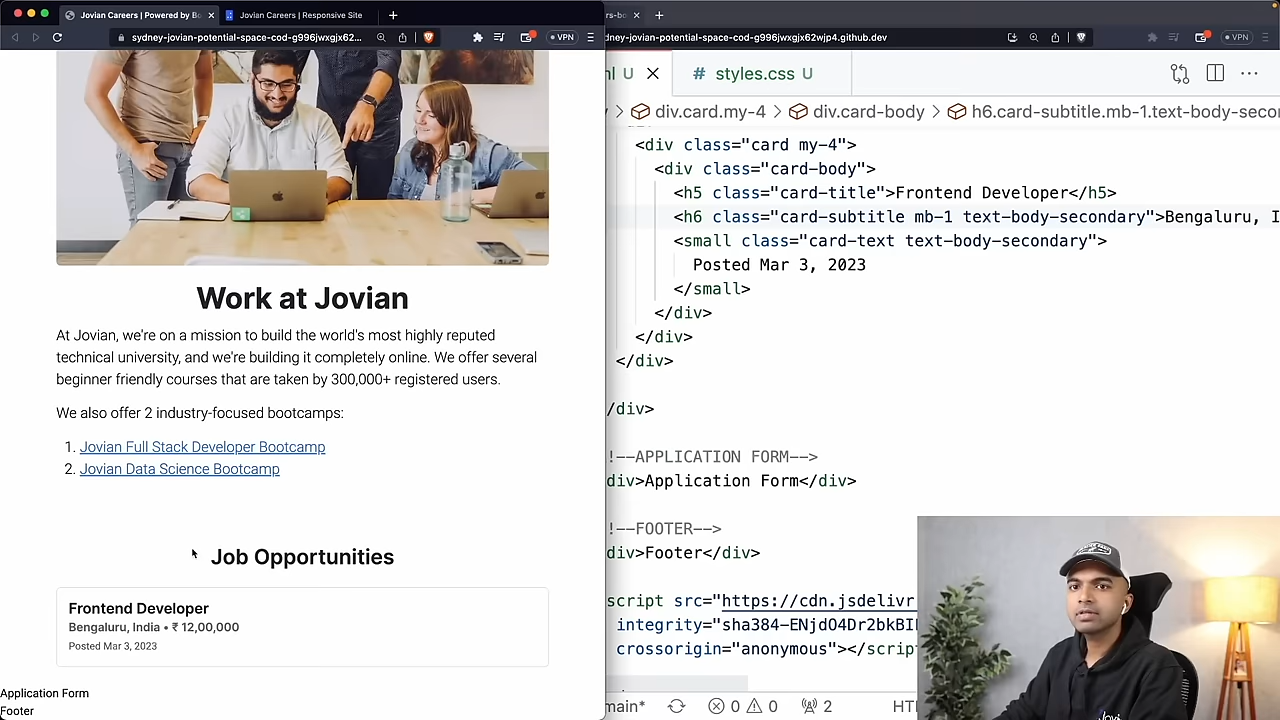 Jovian Careers | Powered by Bo
Jovian Careers | Responsive Site
rs-bo
sydney-jovian-potential-space-cod-g996jwxgjx62...
VPN
dney-jovian-potential-space-cod-g996jwxgjx62wjp4.github.dev
VPN
U
# styles.css U
div.card.my-4 > div.card-body > h6.card-subtitle.mb-1.text-body-secon
<div class="card my-4">
<div class="card-body">
<h5 class="card-title">Frontend Developer</h5>
<h6 class="card-subtitle mb-1 text-body-secondary">Bengaluru, I
<small class="card-text text-body-secondary">
Posted Mar 3, 2023
</small>
</div>
</div>
</div>
/div>
!--APPLICATION FORM-->
div>Application Form</div>
!--FOOTER-->
div>Footer</div>
script src="https://cdn.jsdelivr
integrity="sha384-ENjdO4Dr2bkBI
crossorigin="anonymous"></scrip
main*
0
0
2
HT
Work at Jovian
At Jovian, we're on a mission to build the world's most highly reputed
technical university, and we're building it completely online. We offer several
beginner friendly courses that are taken by 300,000+ registered users.
We also offer 2 industry-focused bootcamps:
1. Jovian Full Stack Developer Bootcamp
2. Jovian Data Science Bootcamp
Job Opportunities
Frontend Developer
Bengaluru, India • ₹ 12,00,000
Posted Mar 3, 2023
Application Form
Footer